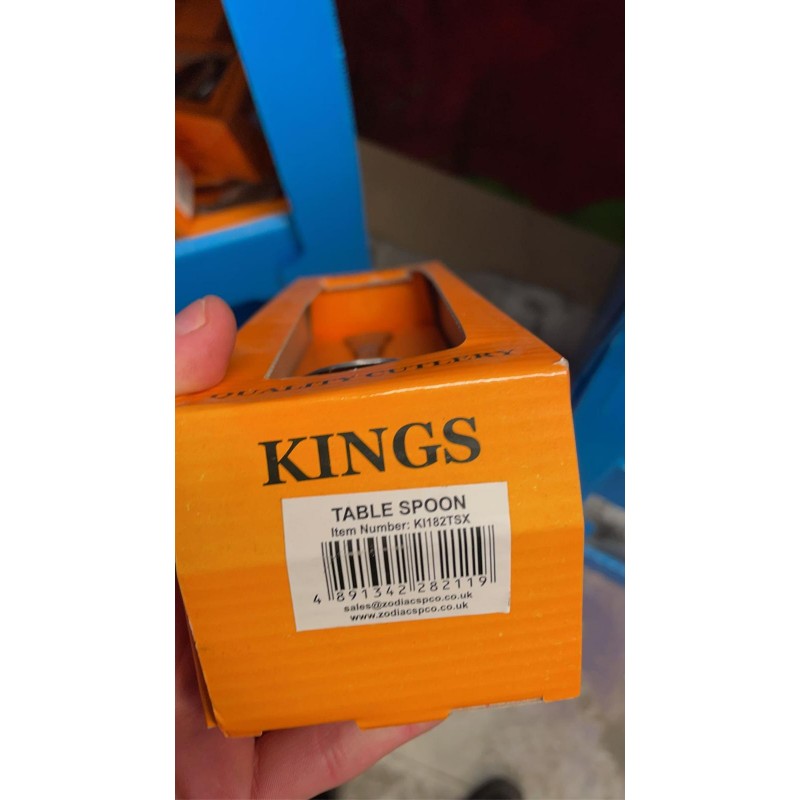 QUALITY CUTLERY
KINGS
TABLE SPOON
Item Number: KI182TSX
4 891342 282119
sales@zodiacspco.co.uk
www.zodiacspco.co.uk